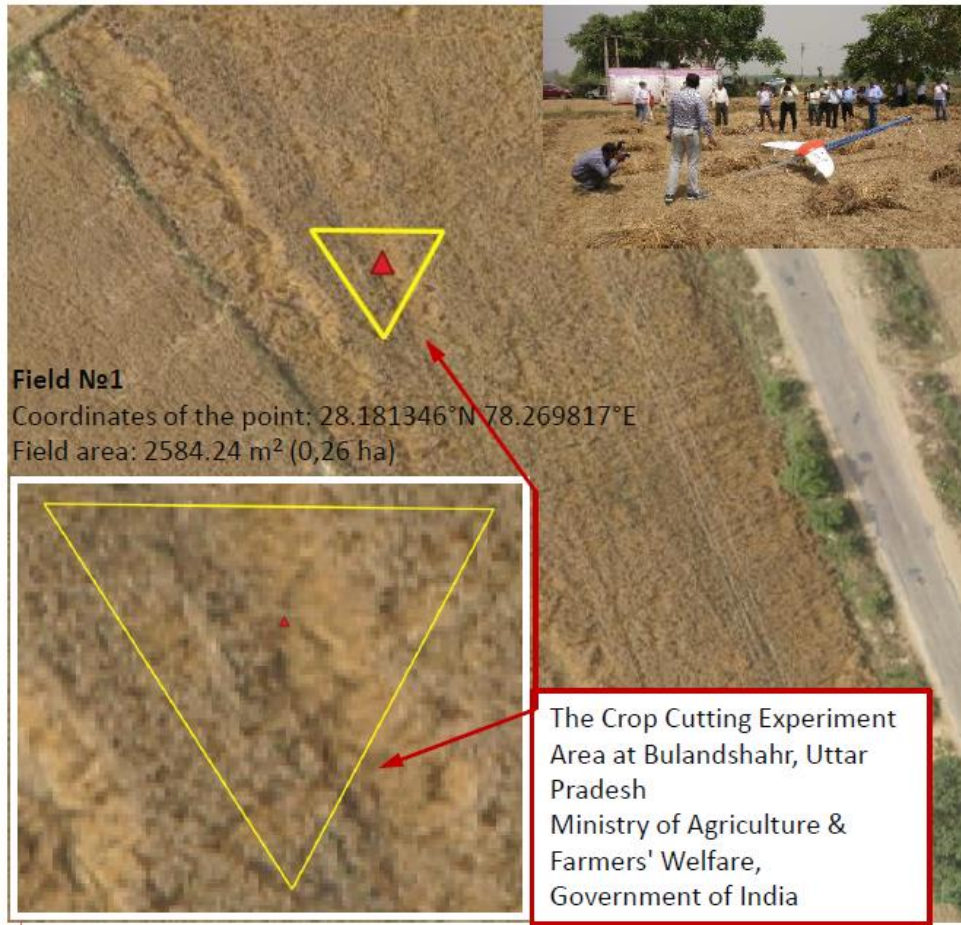 Field №1
Coordinates of the point: 28.181346°N 78.269817°E
Field area: 2584.24 m² (0,26 ha)
The Crop Cutting Experiment
Area at Bulandshahr, Uttar
Pradesh
Ministry of Agriculture &
Farmers' Welfare,
Government of India